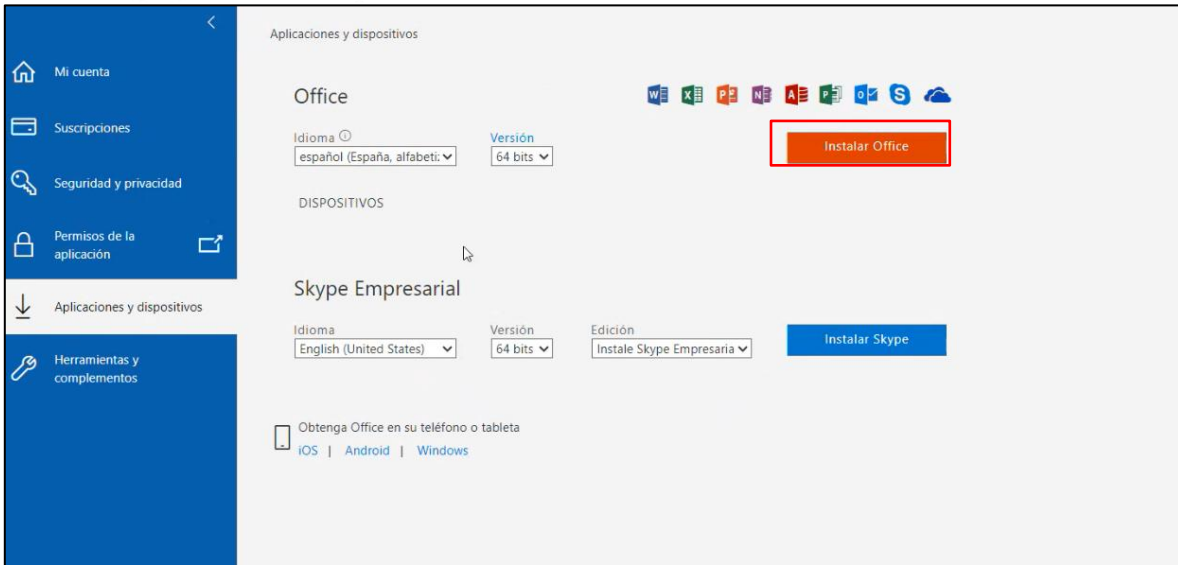 Aplicaciones y dispositivos
Mi cuenta
Suscripciones
Seguridad y privacidad
Permisos de la
aplicación
Aplicaciones y dispositivos
Herramientas y
complementos
Office
Idioma
Versión
español (España, alfabeti:
64 bits
Instalar Office
DISPOSITIVOS
Skype Empresarial
Idioma
Versión
Edición
English (United States)
64 bits
Instale Skype Empresaria
Instalar Skype
Obtenga Office en su teléfono o tableta
iOS | Android | Windows